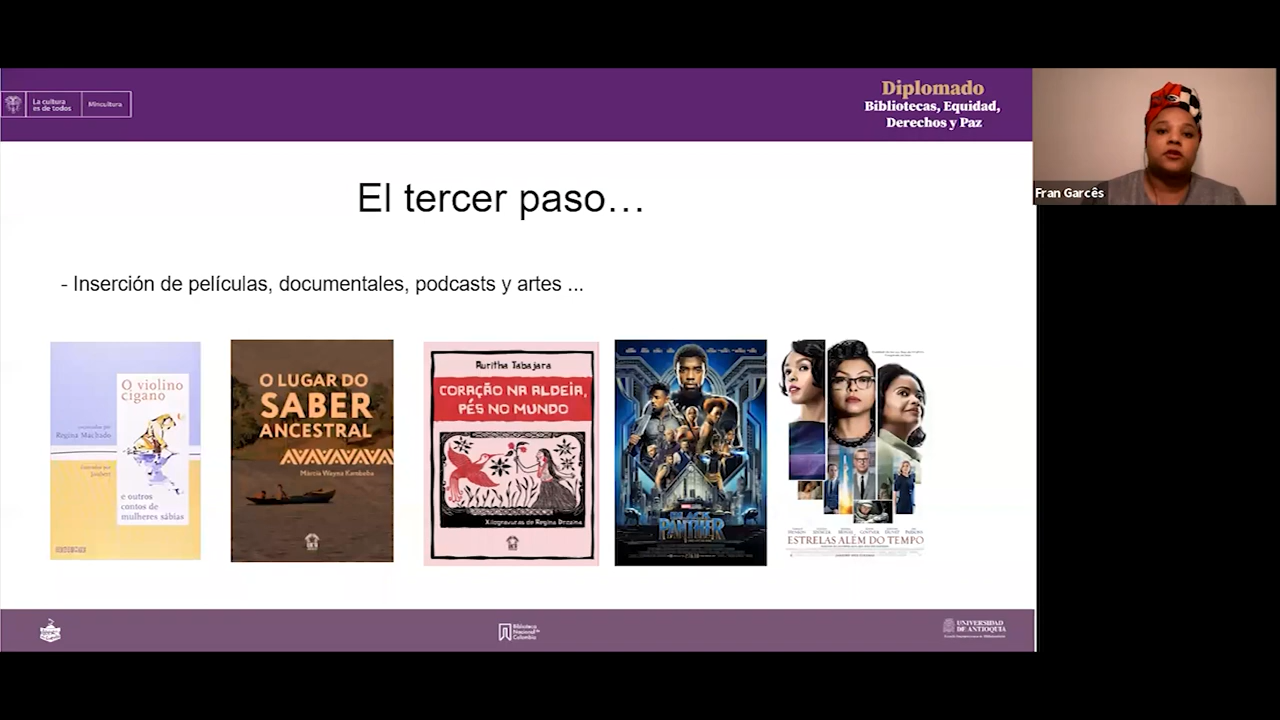 La cultura
es de todos
Mincultura
Diplomado
Bibliotecas, Equidad,
Derechos y Paz
Fran Garcês
El tercer paso…
- Inserción de películas, documentales, podcasts y artes ...
O violino
cigano
Regina Machado
e outros
contos de
mulheres sábias
O LUGAR DO
SABER
ANCESTRAL
Márcia Wayna Kambeba
Auritha Tabajara
CORAÇÃO NA ALDEIA,
PÉS NO MUNDO
Xilogravuras de Regina Drozina
BLACK
PANTHER
ESTRELAS ALÉM DO TEMPO
Biblioteca
Nacional de
Colombia
UNIVERSIDAD
DE ANTIOQUIA